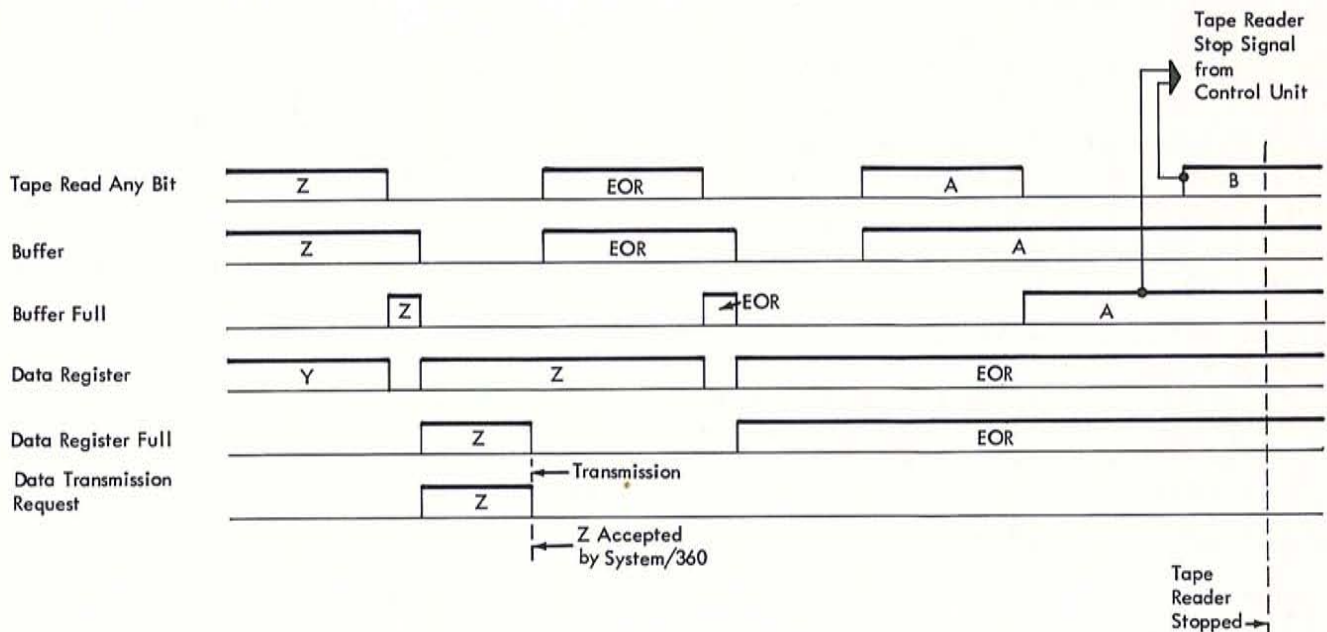 Tape Reader
Stop Signal
from
Control Unit
Tape Read Any Bit
Z
EOR
A
B
Buffer
Z
EOR
A
Buffer Full
Z
EOR
A
Data Register
Y
Z
EOR
Data Register Full
Z
EOR
Transmission
Data Transmission
Request
Z
Z Accepted
by System/360
Tape
Reader
Stopped